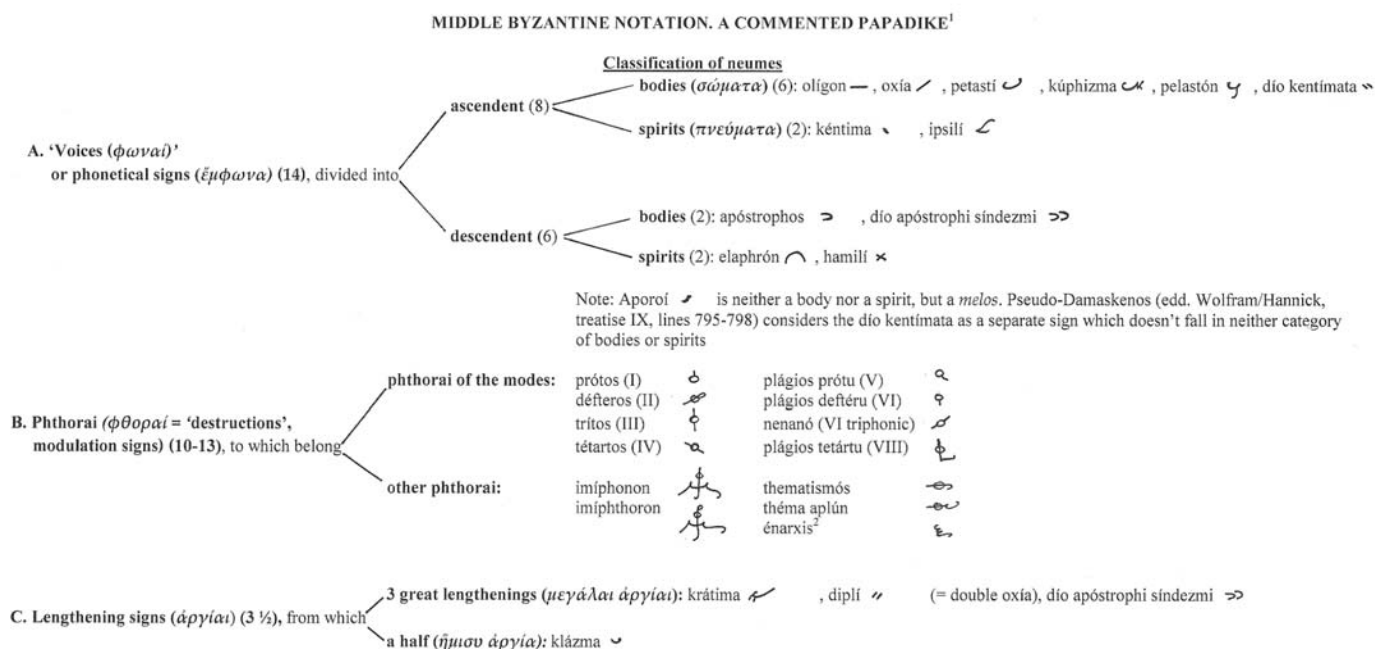 MIDDLE BYZANTINE NOTATION. A COMMENTED PAPADIKE¹
Classification of neumes
bodies (σώματα) (6): olígon , oxía , petastí , kúphizma , pelastón , dío kentímata
ascendent (8)
spirits (πνεύματα) (2): kéntima , ipsilí
A. ‘Voices (φωναί)’
or phonetical signs (ἔμφωνα) (14), divided into
bodies (2): apóstrophos , dío apóstrophi síndezmi
descendent (6)
spirits (2): elaphrón , hamilí
Note: Aporoí is neither a body nor a spirit, but a melos. Pseudo-Damaskenos (edd. Wolfram/Hannick,
treatise IX, lines 795-798) considers the dío kentímata as a separate sign which doesn’t fall in neither category
of bodies or spirits
phthorai of the modes: prótos (I) plágios prótu (V)
défteros (II) plágios deftéru (VI)
B. Phthorai (φθοραί = ‘destructions’,
trítos (III) nenanó (VI triphonic)
modulation signs) (10-13), to which belong
tétartos (IV) plágios tetártu (VIII)
other phthorai: imíphonon thematismós
imíphthoron théma aplún
énarxis²
3 great lengthenings (μεγάλαι ἀργίαι): krátima , diplí (= double oxía), dío apóstrophi síndezmi
C. Lengthening signs (ἀργίαι) (3 ½), from which
a half (ἥμισυ ἀργία): klázma